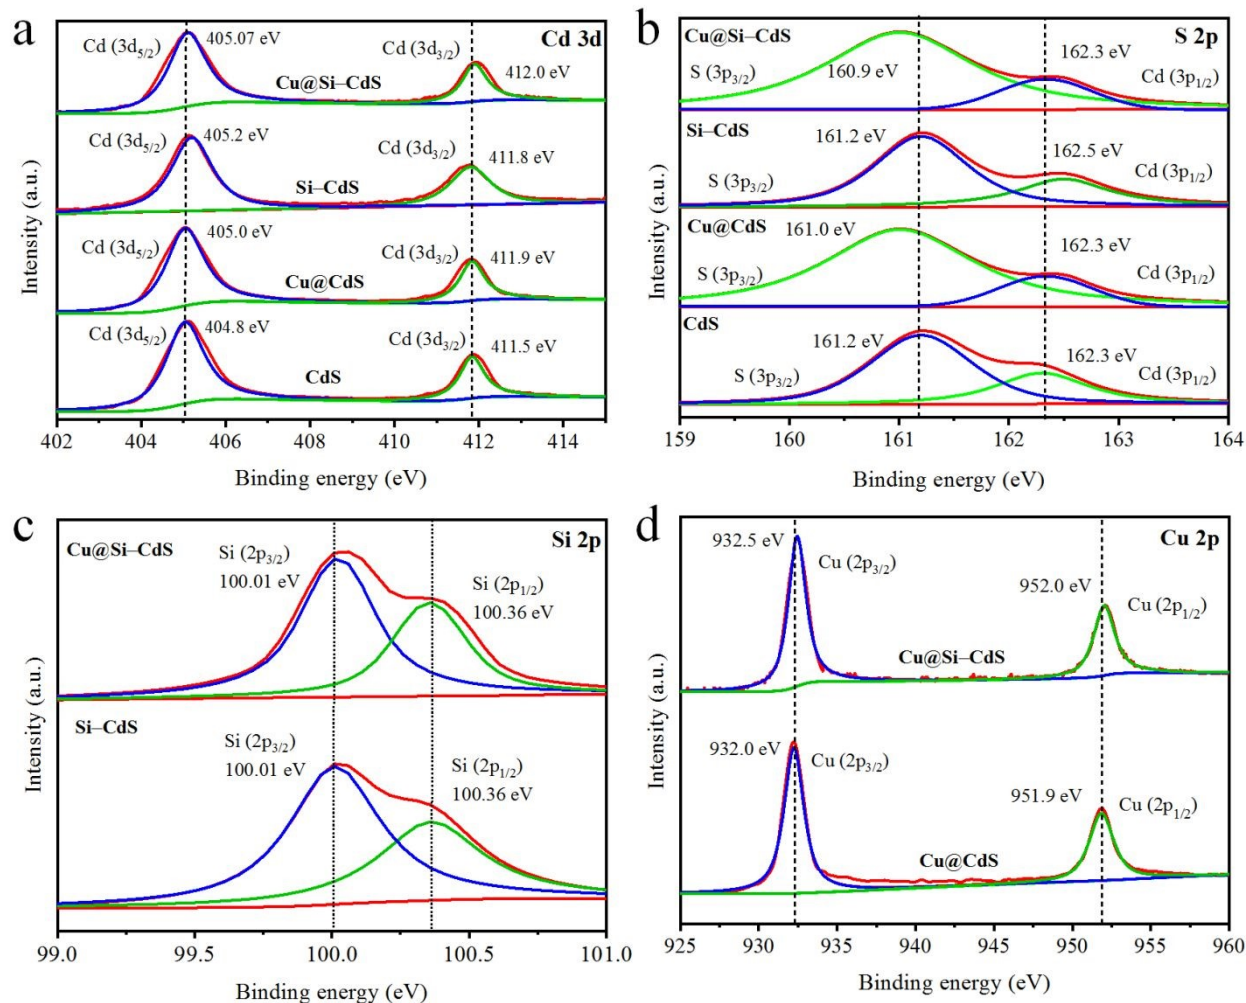 a
Cd 3d
Cd (3d5/2)
405.07 eV
Cd (3d3/2)
412.0 eV
Cu@Si–CdS
Cd (3d5/2)
405.2 eV
Cd (3d3/2)
411.8 eV
Si–CdS
Cd (3d5/2)
405.0 eV
Cd (3d3/2)
411.9 eV
Cu@CdS
Cd (3d5/2)
404.8 eV
Cd (3d3/2)
411.5 eV
CdS
402 404 406 408 410 412 414
Binding energy (eV)
Intensity (a.u.)
b
S 2p
Cu@Si–CdS
S (3p3/2)
160.9 eV
162.3 eV
Cd (3p1/2)
Si–CdS
161.2 eV
S (3p3/2)
162.5 eV
Cd (3p1/2)
Cu@CdS
161.0 eV
S (3p3/2)
162.3 eV
Cd (3p1/2)
CdS
161.2 eV
S (3p3/2)
162.3 eV
Cd (3p1/2)
159 160 161 162 163 164
Binding energy (eV)
Intensity (a.u.)
c
Si 2p
Cu@Si–CdS
Si (2p3/2)
100.01 eV
Si (2p1/2)
100.36 eV
Si–CdS
Si (2p3/2)
100.01 eV
Si (2p1/2)
100.36 eV
99.0 99.5 100.0 100.5 101.0
Binding energy (eV)
Intensity (a.u.)
d
Cu 2p
932.5 eV
Cu (2p3/2)
952.0 eV
Cu (2p1/2)
Cu@Si–CdS
932.0 eV
Cu (2p3/2)
951.9 eV
Cu (2p1/2)
Cu@CdS
925 930 935 940 945 950 955 960
Binding energy (eV)
Intensity (a.u.)